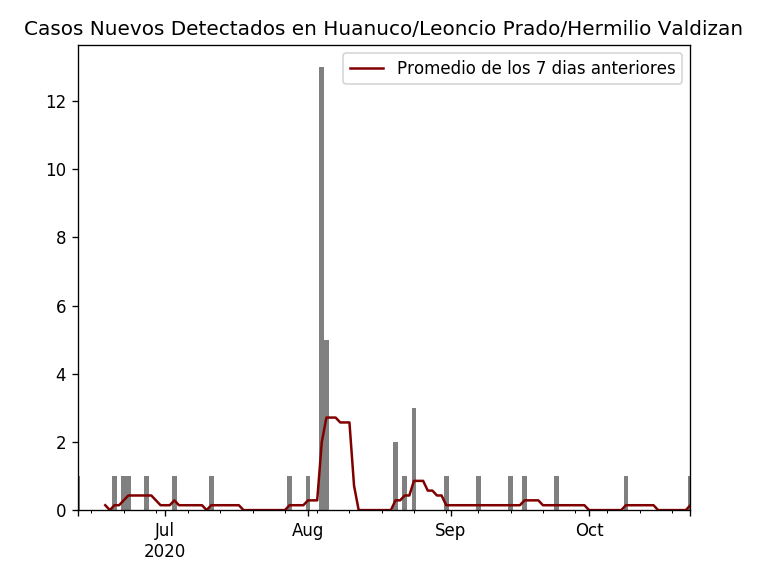 Casos Nuevos Detectados en Huanuco/Leoncio Prado/Hermilio Valdizan
Promedio de los 7 dias anteriores
12
10
8
6
4
2
0
Jul Aug Sep Oct
2020